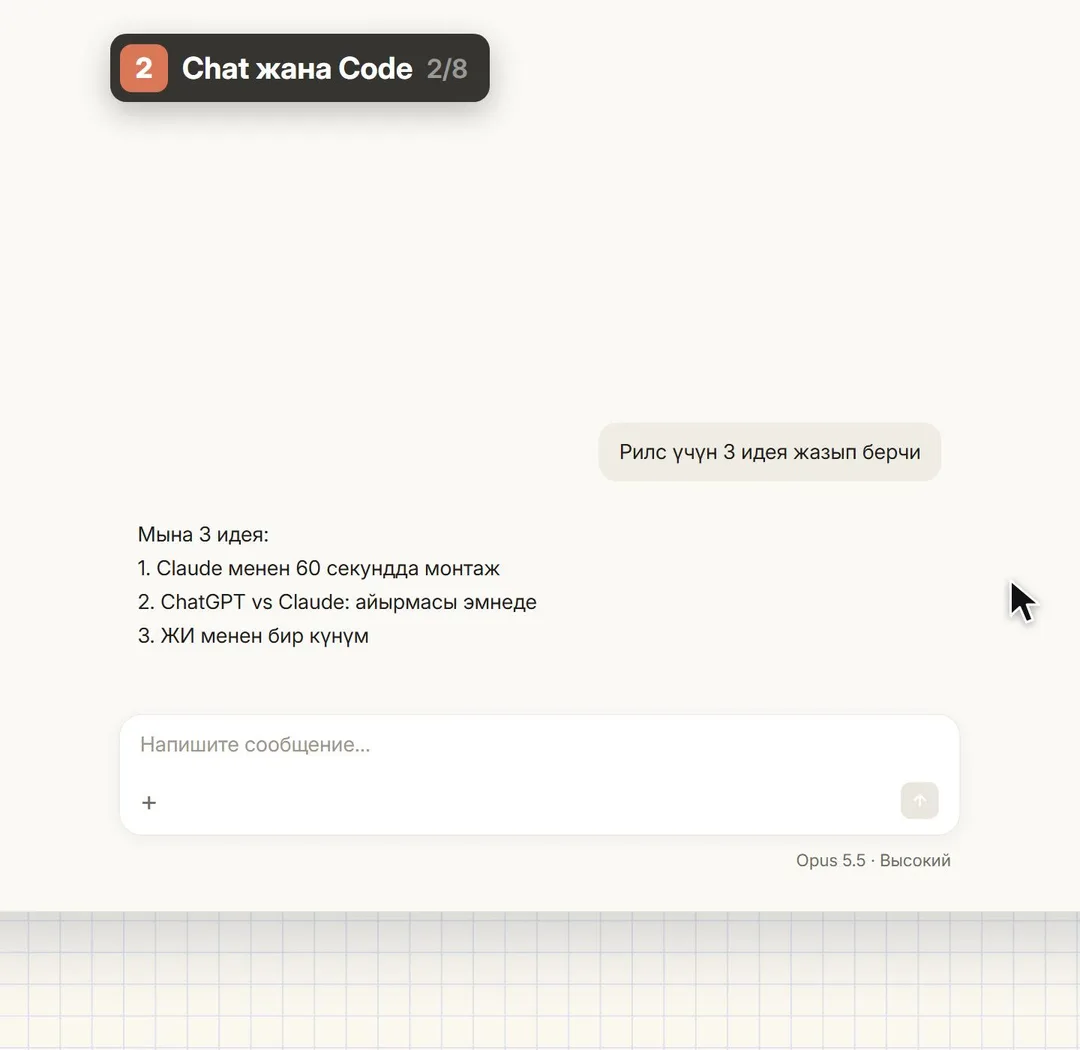 2 Chat жана Code 2/8
Рилс үчүн 3 идея жазып берчи
Мына 3 идея:
1. Claude менен 60 секундда монтаж
2. ChatGPT vs Claude: айырмасы эмнеде
3. ЖИ менен бир күнүм
Напишите сообщение...
+
Opus 5.5 · Высокий